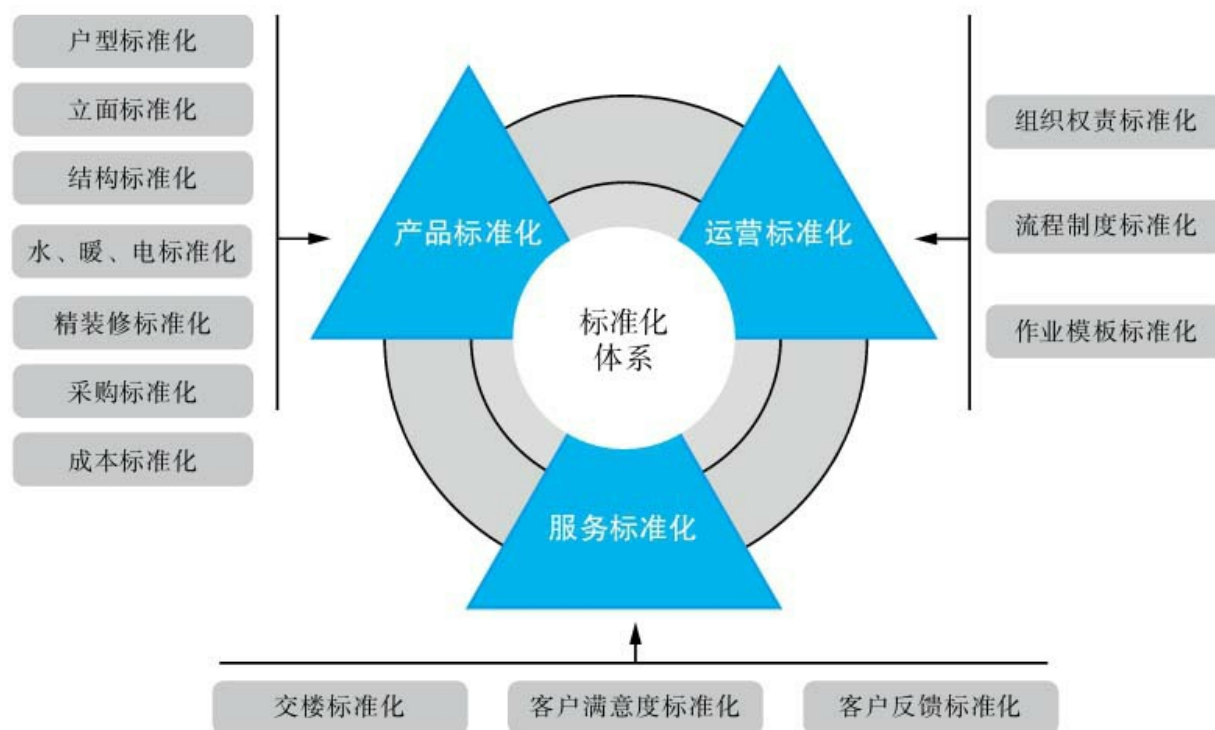 户型标准化
立面标准化
结构标准化
水、暖、电标准化
精装修标准化
采购标准化
成本标准化
产品标准化
运营标准化
标准化
体系
服务标准化
组织权责标准化
流程制度标准化
作业模板标准化
交楼标准化
客户满意度标准化
客户反馈标准化